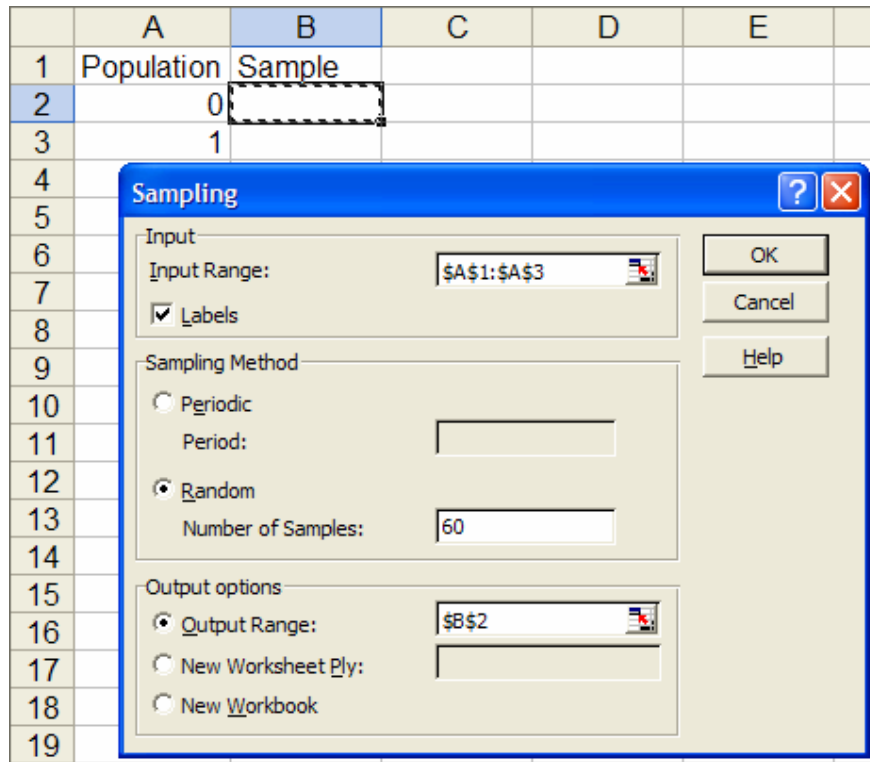 A B C D E
1 Population Sample
2 0
3 1
4
5
6
7
8
9
10
11
12
13
14
15
16
17
18
19
Sampling
Input
Input Range: $A$1:$A$3
Labels
OK
Cancel
Help
Sampling Method
Periodic
Period:
Random
Number of Samples: 60
Output options
Output Range: $B$2
New Worksheet Ply:
New Workbook